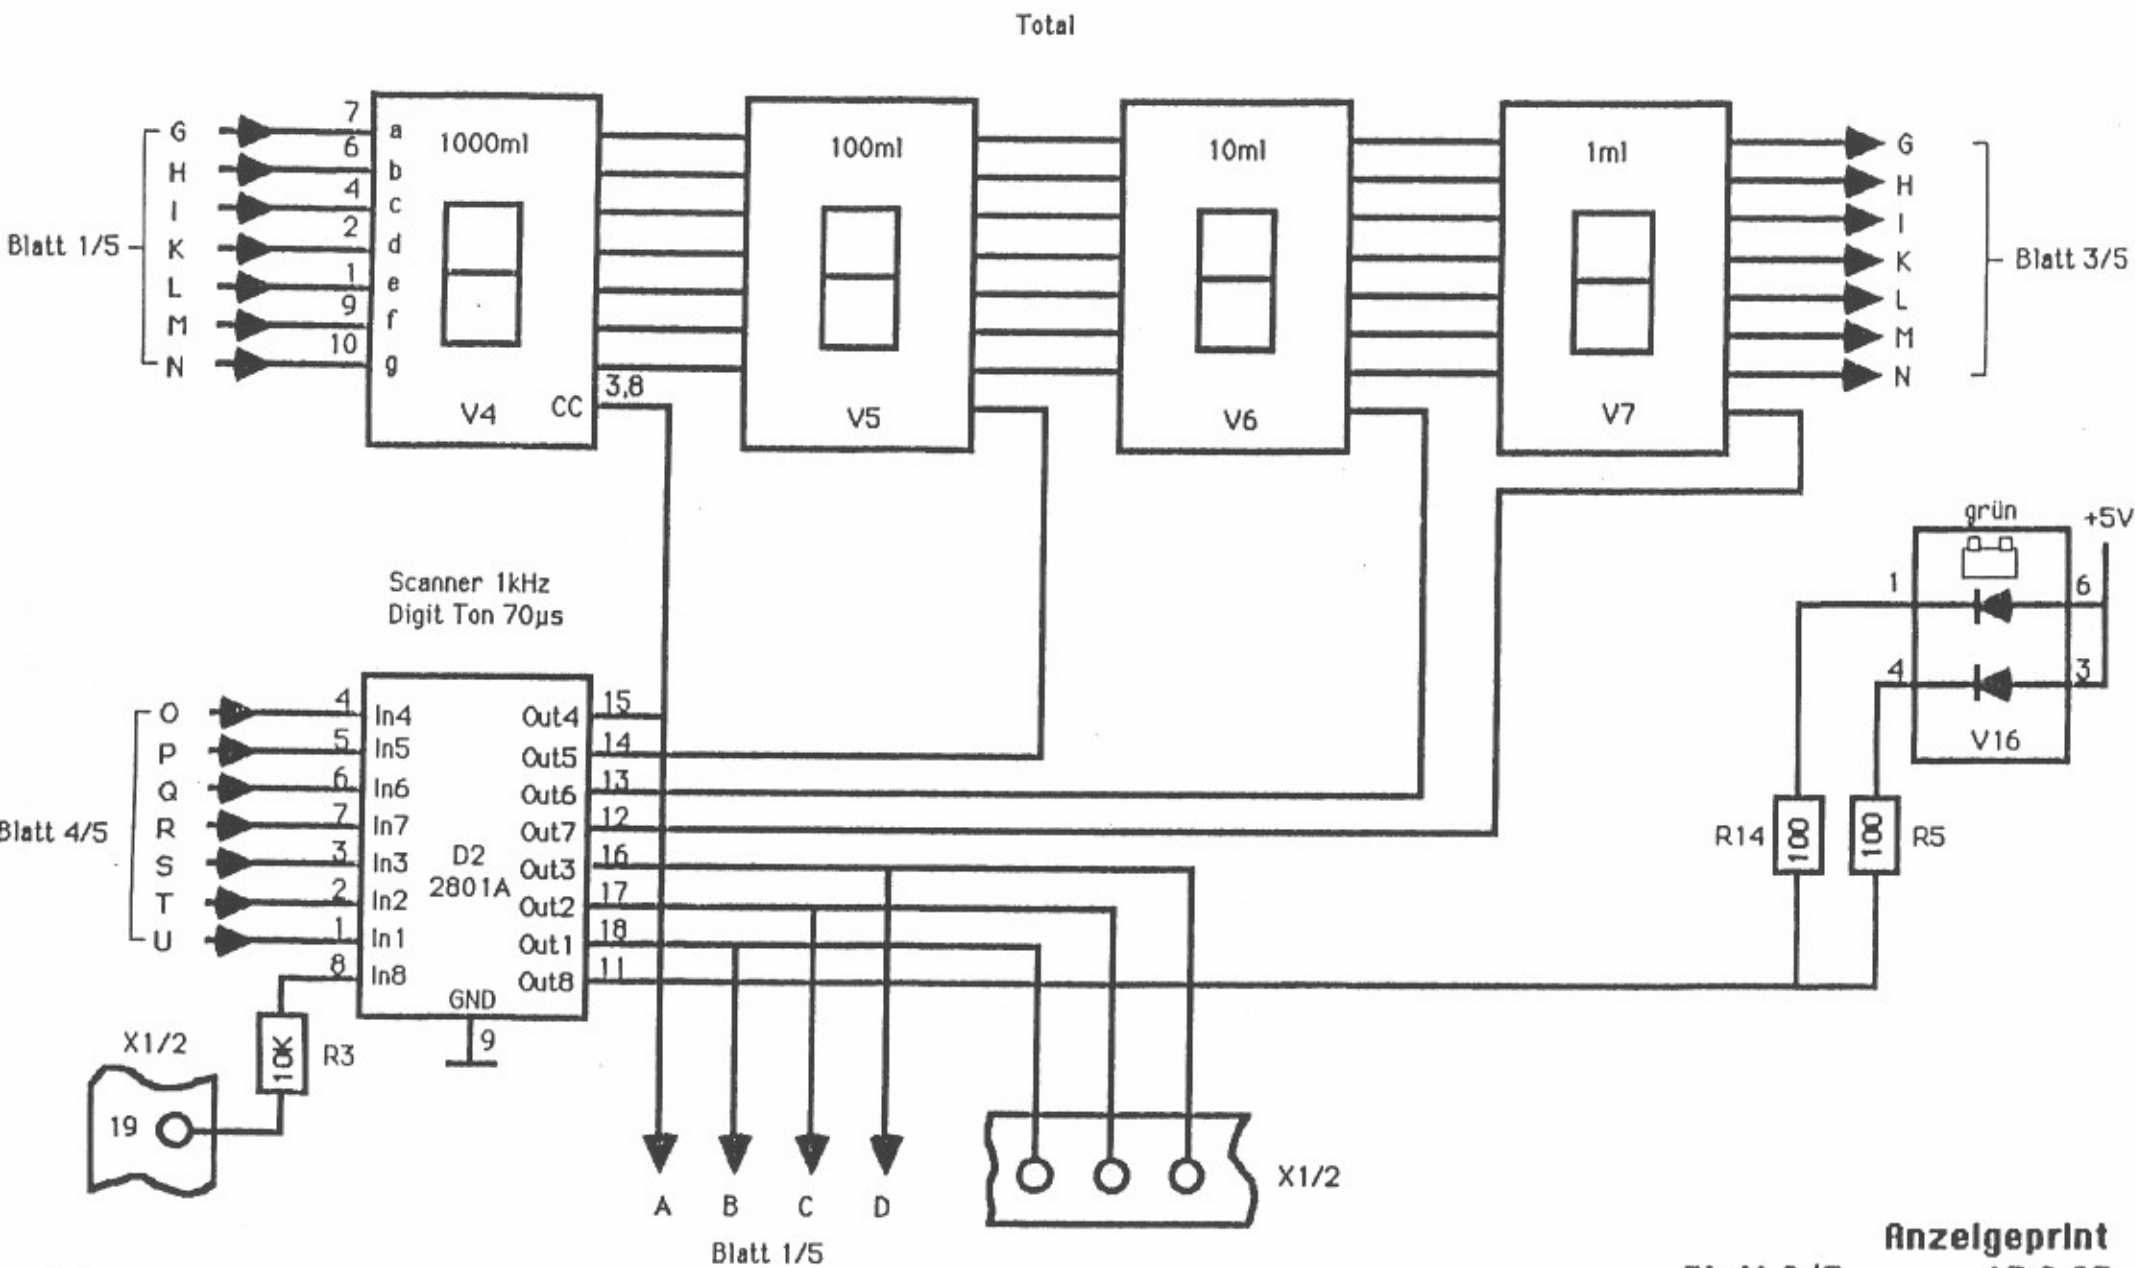 Total
Blatt 1/5
G 7 a
H 6 b
I 4 c
K 2 d
L 1 e
M 9 f
N 10 g
1000ml
V4
CC 3,8
100ml
V5
10ml
V6
1ml
V7
G
H
I
K
L
M
N
Blatt 3/5
grün
+5V
1 6
4 3
V16
R14 100
100 R5
Scanner 1kHz
Digit Ton 70µs
Blatt 4/5
O 4 In4
P 5 In5
Q 6 In6
R 7 In7
S 3 In3
T 2 In2
U 1 In1
8 In8
D2
2801A
GND
9
Out4 15
Out5 14
Out6 13
Out7 12
Out3 16
Out2 17
Out1 18
Out8 11
X1/2
19
10K R3
A B C D
Blatt 1/5
X1/2
Anzeigeprint